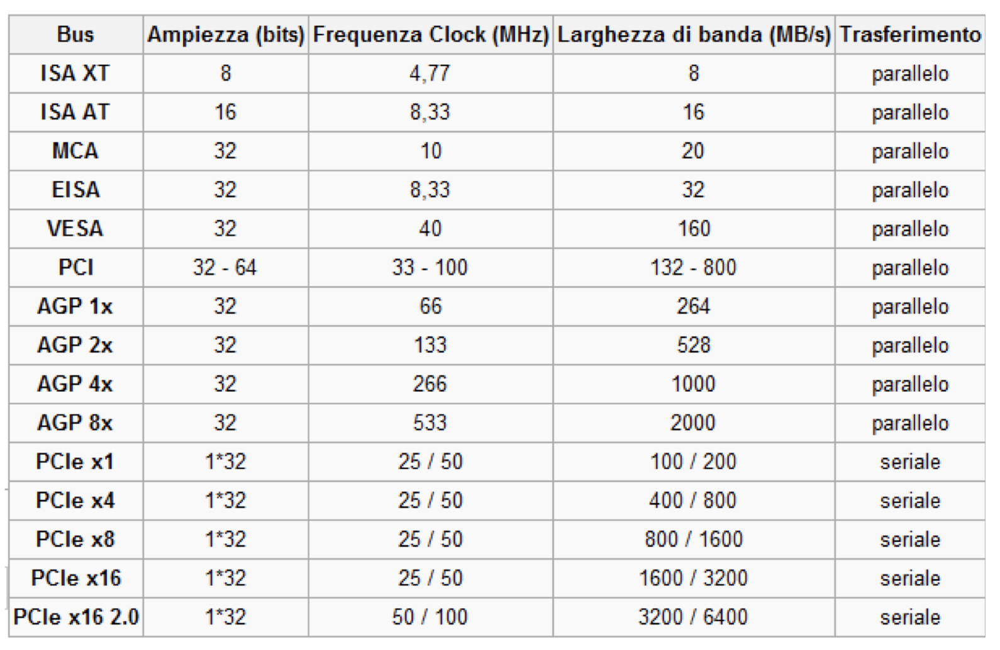 Bus Ampiezza (bits) Frequenza Clock (MHz) Larghezza di banda (MB/s) Trasferimento
ISA XT 8 4,77 8 parallelo
ISA AT 16 8,33 16 parallelo
MCA 32 10 20 parallelo
EISA 32 8,33 32 parallelo
VESA 32 40 160 parallelo
PCI 32 - 64 33 - 100 132 - 800 parallelo
AGP 1x 32 66 264 parallelo
AGP 2x 32 133 528 parallelo
AGP 4x 32 266 1000 parallelo
AGP 8x 32 533 2000 parallelo
PCIe x1 1*32 25 / 50 100 / 200 seriale
PCIe x4 1*32 25 / 50 400 / 800 seriale
PCIe x8 1*32 25 / 50 800 / 1600 seriale
PCIe x16 1*32 25 / 50 1600 / 3200 seriale
PCIe x16 2.0 1*32 50 / 100 3200 / 6400 seriale